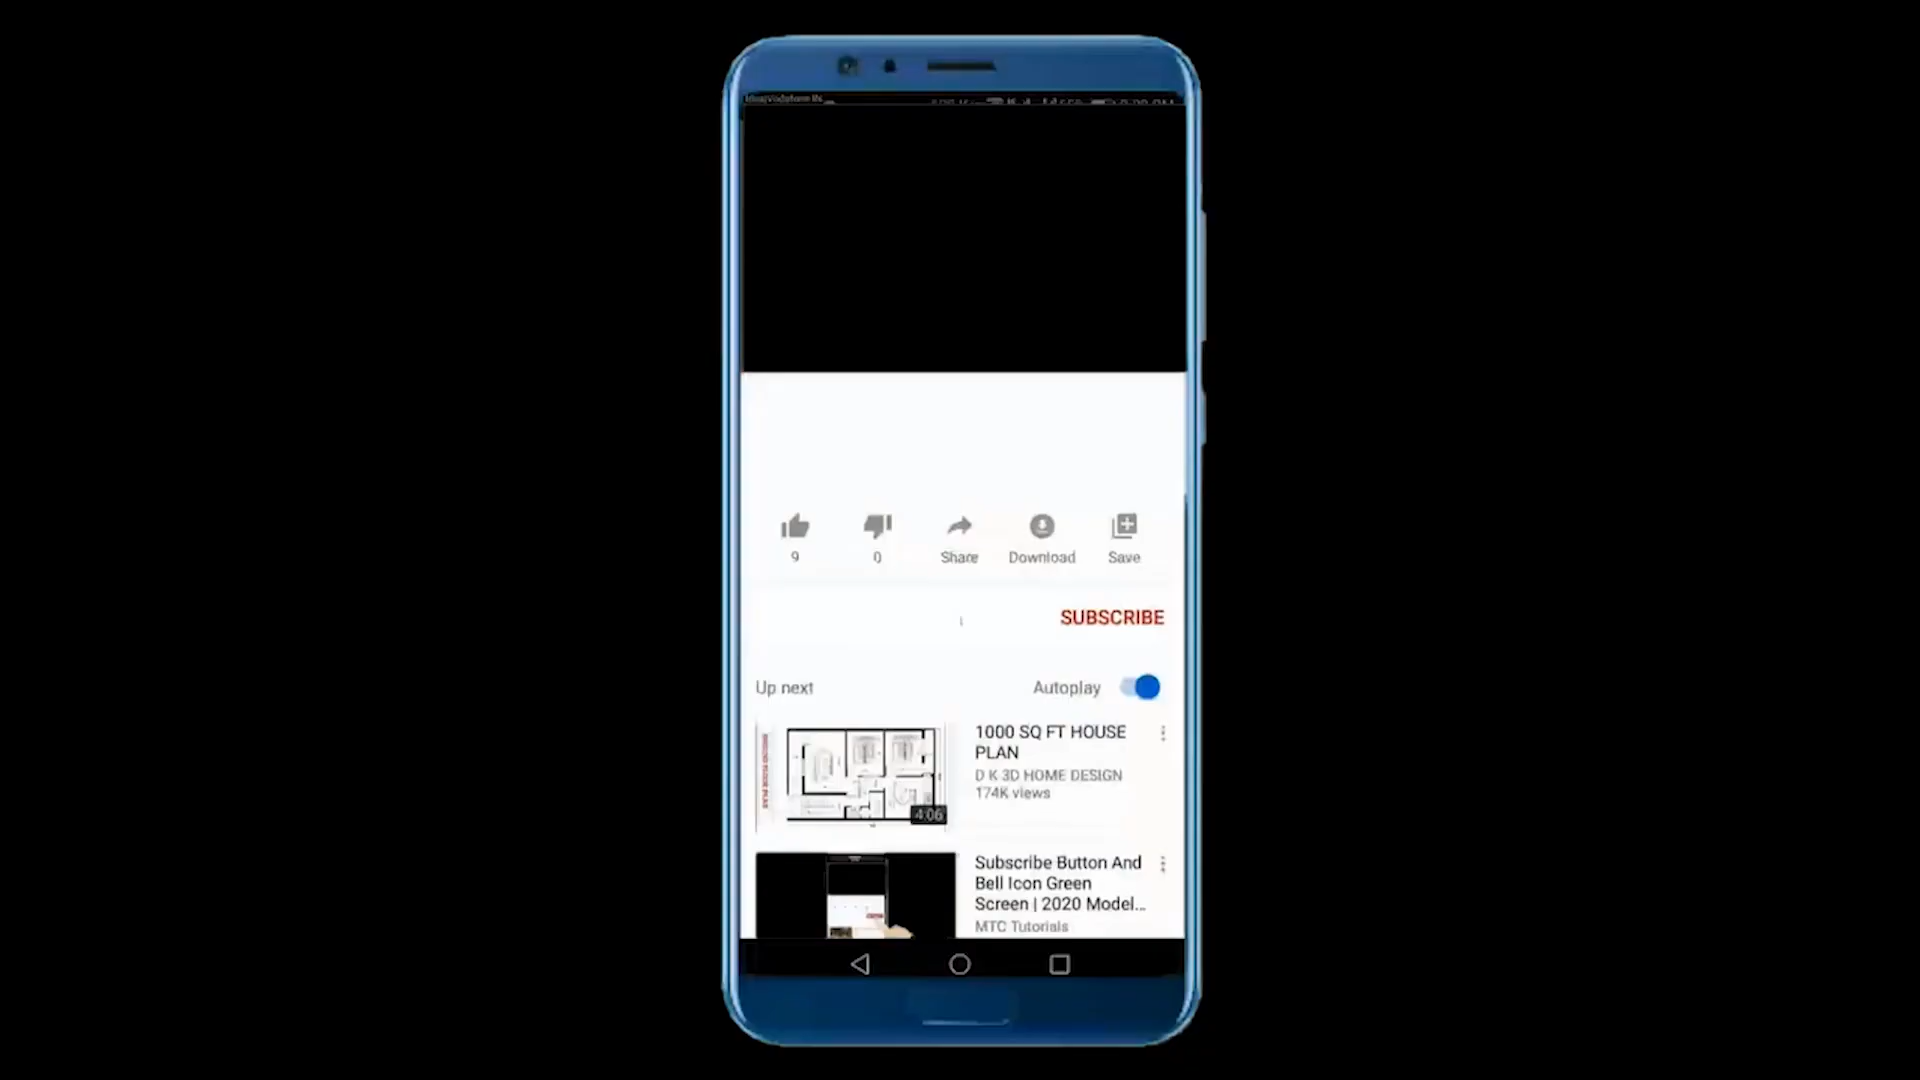 9
0
Share
Download
Save
SUBSCRIBE
Up next
Autoplay
1000 SQ FT HOUSE
PLAN
D K 3D HOME DESIGN
174K views
4:06
Subscribe Button And
Bell Icon Green
Screen | 2020 Model...
MTC Tutorials